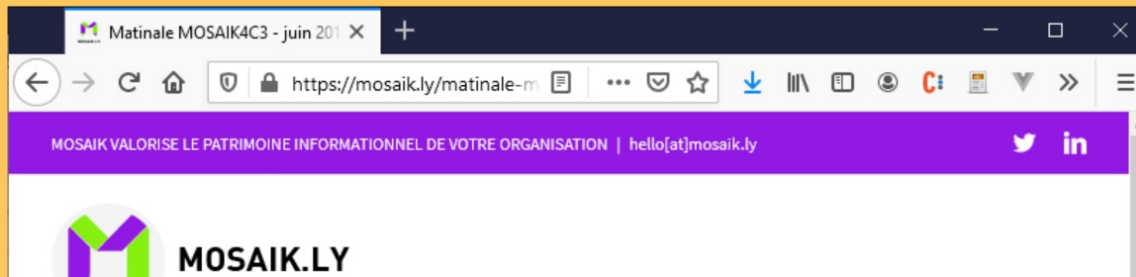 Matinale MOSAIK4C3 - juin 201
https://mosaik.ly/matinale-m
MOSAIK VALORISE LE PATRIMOINE INFORMATIONNEL DE VOTRE ORGANISATION | hello[at]mosaik.ly
MOSAIK.LY